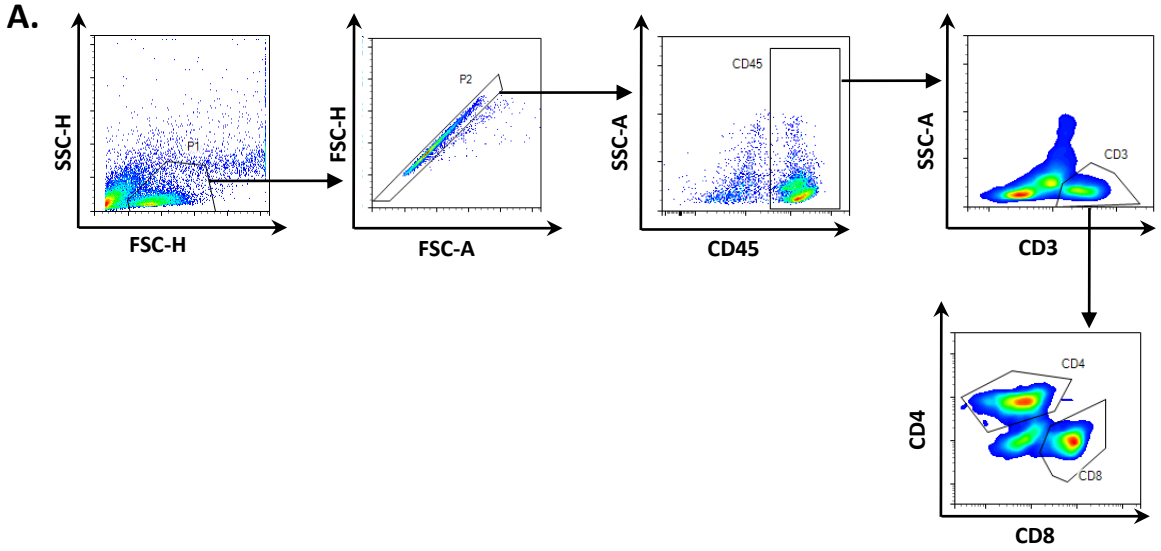 A.
SSC-H
P1
FSC-H
FSC-H
P2
FSC-A
SSC-A
CD45
CD45
SSC-A
CD3
CD3
CD4
CD4
CD8
CD8